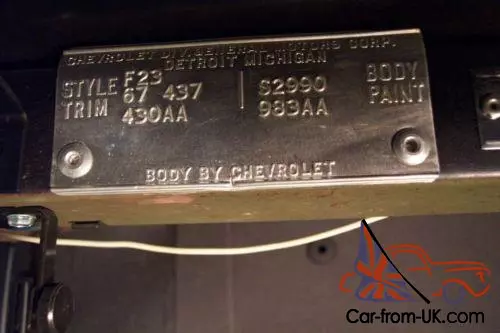 CHEVROLET DIV. GENERAL MOTORS CORP.
DETROIT MICHIGAN
F23
STYLE 67 437 S2990 BODY
TRIM 430AA 983AA PAINT
BODY BY CHEVROLET
Car-from-UK.com